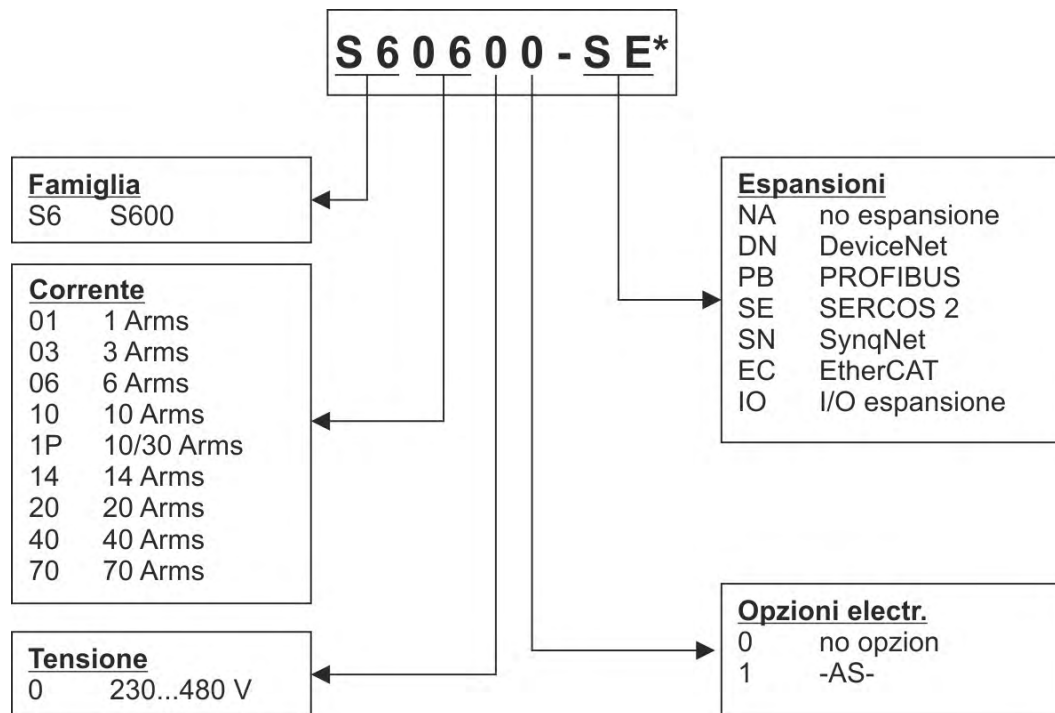 S60600-SE*
Famiglia
S6 S600
Corrente
01 1 Arms
03 3 Arms
06 6 Arms
10 10 Arms
1P 10/30 Arms
14 14 Arms
20 20 Arms
40 40 Arms
70 70 Arms
Tensione
0 230...480 V
Espansioni
NA no espansione
DN DeviceNet
PB PROFIBUS
SE SERCOS 2
SN SynqNet
EC EtherCAT
IO I/O espansione
Opzioni electr.
0 no opzion
1 -AS-